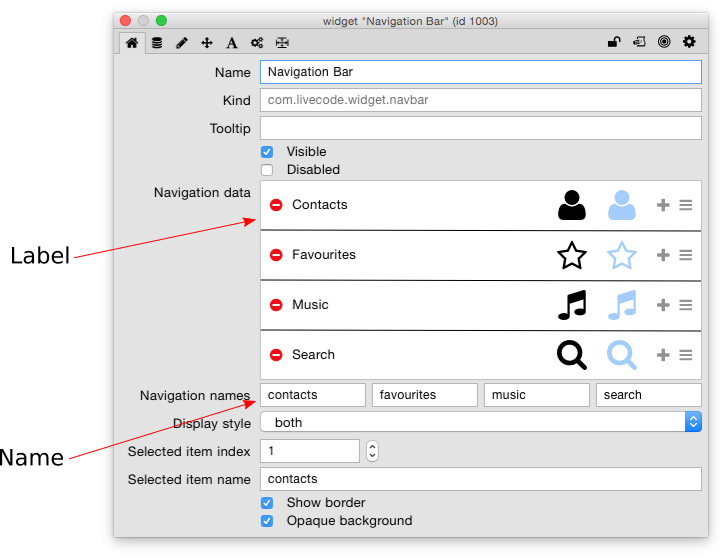 widget "Navigation Bar" (id 1003)
Name Navigation Bar
Kind com.livecode.widget.navbar
Tooltip
Visible
Disabled
Navigation data
Contacts
Label
Favourites
Music
Search
Navigation names contacts favourites music search
Display style both
Name
Selected item index 1
Selected item name contacts
Show border
Opaque background